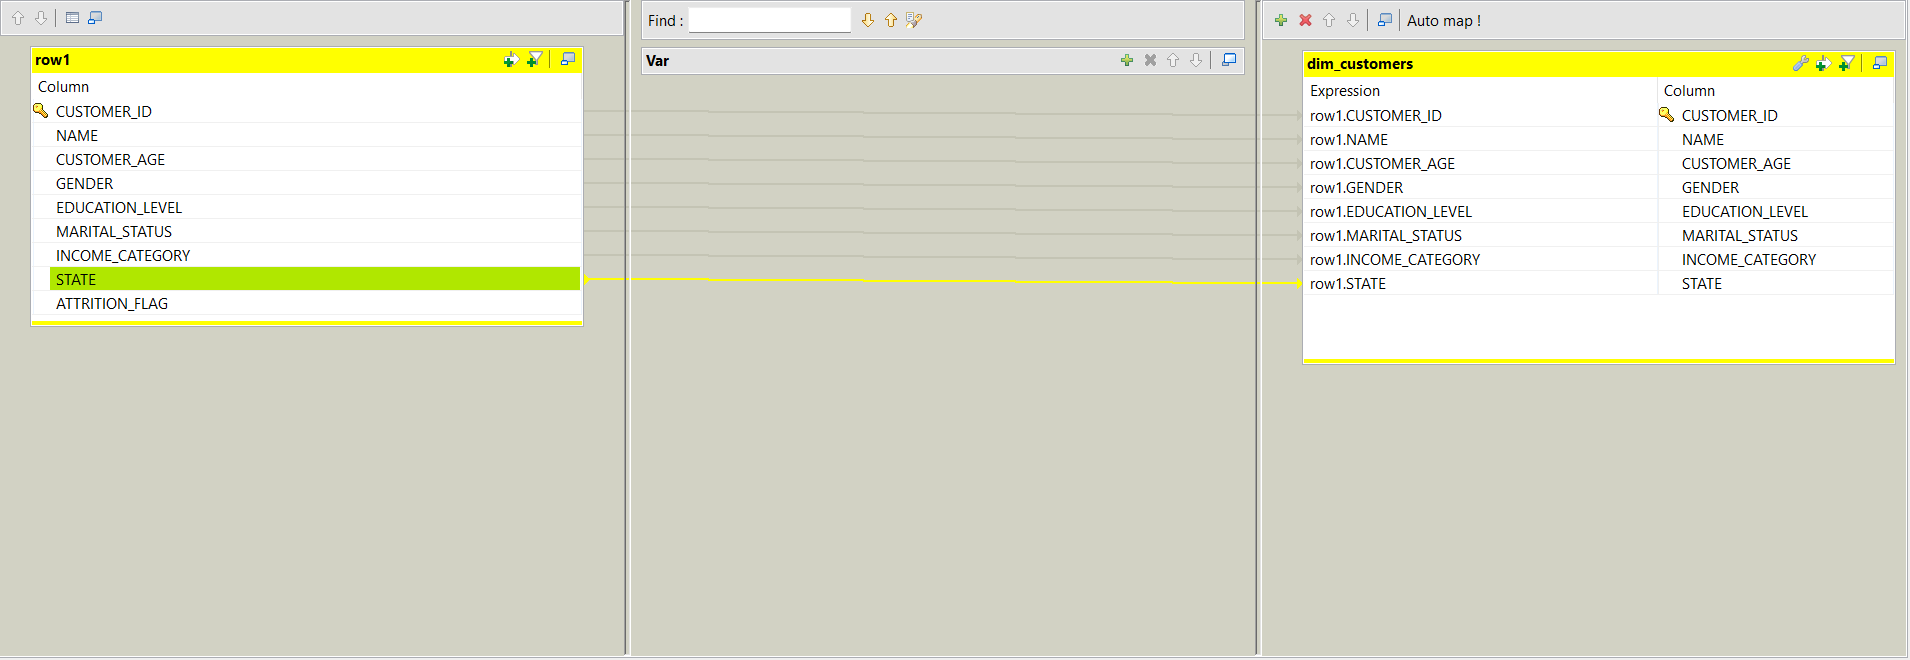 Find :
Auto map !
row1
Column
CUSTOMER_ID
NAME
CUSTOMER_AGE
GENDER
EDUCATION_LEVEL
MARITAL_STATUS
INCOME_CATEGORY
STATE
ATTRITION_FLAG
Var
dim_customers
Expression Column
row1.CUSTOMER_ID CUSTOMER_ID
row1.NAME NAME
row1.CUSTOMER_AGE CUSTOMER_AGE
row1.GENDER GENDER
row1.EDUCATION_LEVEL EDUCATION_LEVEL
row1.MARITAL_STATUS MARITAL_STATUS
row1.INCOME_CATEGORY INCOME_CATEGORY
row1.STATE STATE